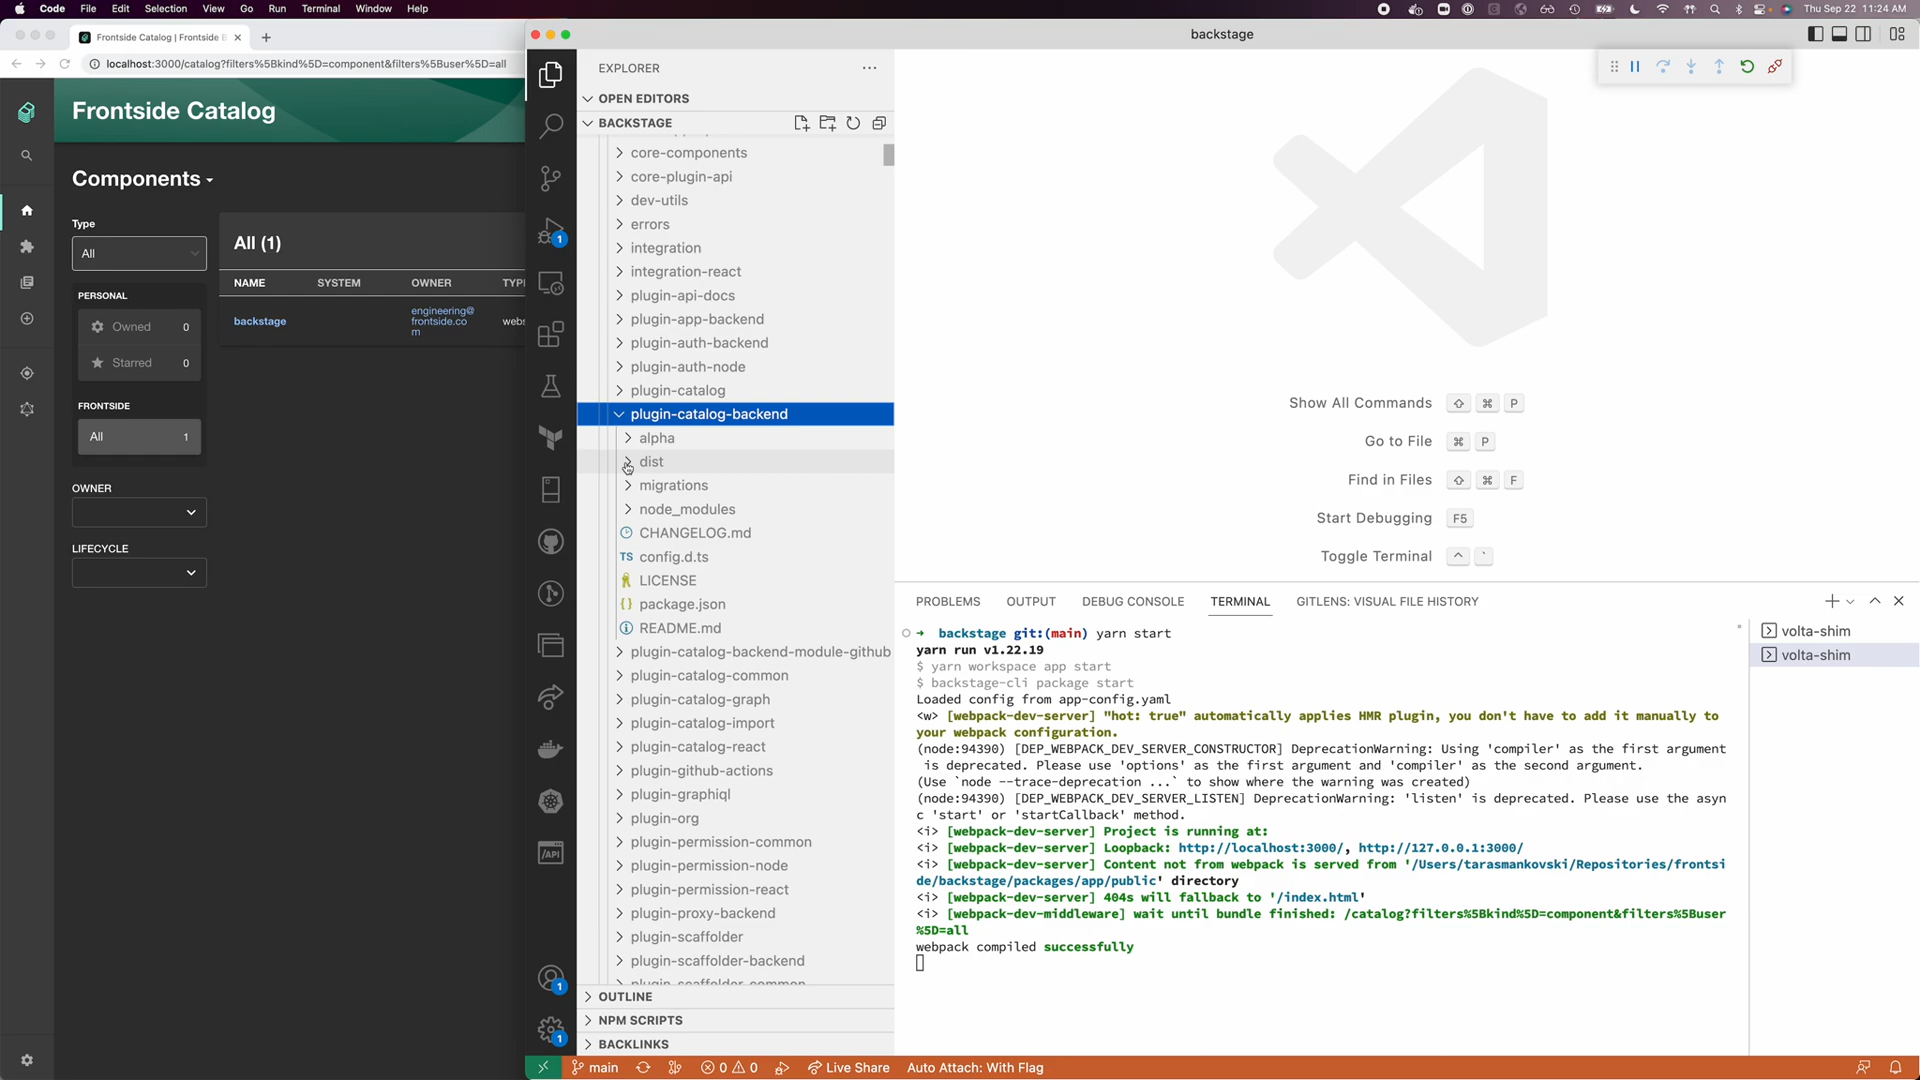 Code File Edit Selection View Go Run Terminal Window Help
Thu Sep 22 11:24 AM
Frontside Catalog | Frontside B
localhost:3000/catalog?filters%5Bkind%5D=component&filters%5Buser%5D=all
Frontside Catalog
Components
Type
All
PERSONAL
Owned 0
Starred 0
FRONTSIDE
All 1
OWNER
LIFECYCLE
All (1)
NAME SYSTEM OWNER TYP
backstage
engineering@
frontside.co
m
webs
backstage
EXPLORER
OPEN EDITORS
BACKSTAGE
core-components
core-plugin-api
dev-utils
errors
integration
integration-react
plugin-api-docs
plugin-app-backend
plugin-auth-backend
plugin-auth-node
plugin-catalog
plugin-catalog-backend
alpha
dist
migrations
node_modules
CHANGELOG.md
TS config.d.ts
LICENSE
{} package.json
README.md
plugin-catalog-backend-module-github
plugin-catalog-common
plugin-catalog-graph
plugin-catalog-import
plugin-catalog-react
plugin-github-actions
plugin-graphiql
plugin-org
plugin-permission-common
plugin-permission-node
plugin-permission-react
plugin-proxy-backend
plugin-scaffolder
plugin-scaffolder-backend
plugin-scaffolder-common
OUTLINE
NPM SCRIPTS
BACKLINKS
1
/API
1
1
Show All Commands ⇧ ⌘ P
Go to File ⌘ P
Find in Files ⇧ ⌘ F
Start Debugging F5
Toggle Terminal ^ `
PROBLEMS OUTPUT DEBUG CONSOLE TERMINAL GITLENS: VISUAL FILE HISTORY
→ backstage git:(main) yarn start
yarn run v1.22.19
$ yarn workspace app start
$ backstage-cli package start
Loaded config from app-config.yaml
<w> [webpack-dev-server] "hot: true" automatically applies HMR plugin, you don't have to add it manually to
your webpack configuration.
(node:94390) [DEP_WEBPACK_DEV_SERVER_CONSTRUCTOR] DeprecationWarning: Using 'compiler' as the first argument
is deprecated. Please use 'options' as the first argument and 'compiler' as the second argument.
(Use `node --trace-deprecation ...` to show where the warning was created)
(node:94390) [DEP_WEBPACK_DEV_SERVER_LISTEN] DeprecationWarning: 'listen' is deprecated. Please use the asyn
c 'start' or 'startCallback' method.
<i> [webpack-dev-server] Project is running at:
<i> [webpack-dev-server] Loopback: http://localhost:3000/, http://127.0.0.1:3000/
<i> [webpack-dev-server] Content not from webpack is served from '/Users/tarasmankovski/Repositories/frontsi
de/backstage/packages/app/public' directory
<i> [webpack-dev-server] 404s will fallback to '/index.html'
<i> [webpack-dev-middleware] wait until bundle finished: /catalog?filters%5Bkind%5D=component&filters%5Buser
%5D=all
webpack compiled successfully
volta-shim
volta-shim
main 0 0 Live Share Auto Attach: With Flag